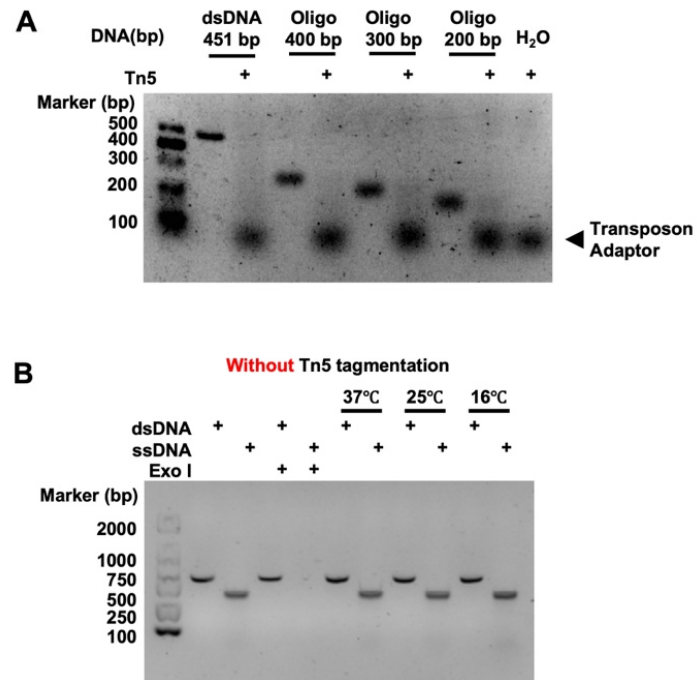 A
DNA(bp)
dsDNA
451 bp
Oligo
400 bp
Oligo
300 bp
Oligo
200 bp
H₂O
Tn5 + + + + +
Marker (bp)
500
400
300
200
100
Transposon
Adaptor
B
Without Tn5 tagmentation
37℃ 25℃ 16℃
dsDNA + + + + +
ssDNA + + + + +
Exo I + +
Marker (bp)
2000
1000
750
500
250
100